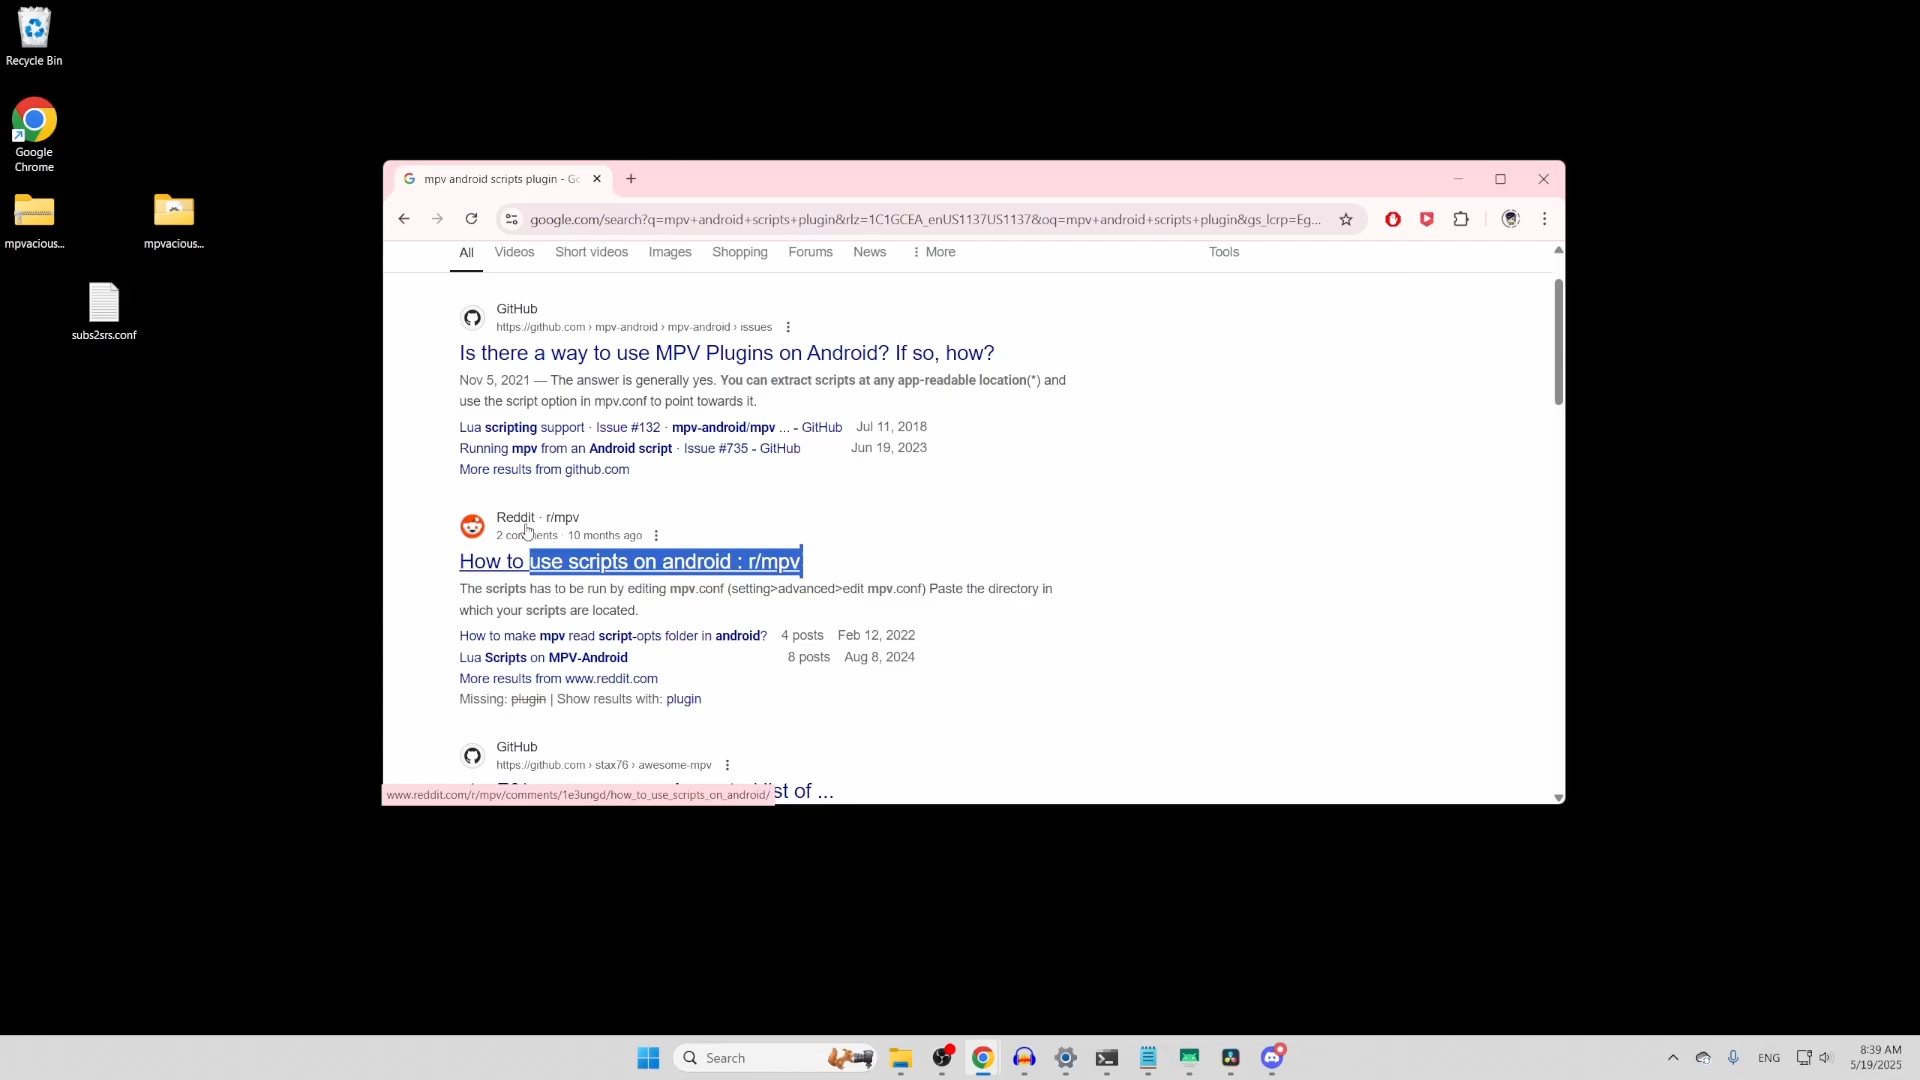 Recycle Bin
Google
Chrome
mpvacious...
mpvacious...
subs2srs.conf
mpv android scripts plugin - Go
google.com/search?q=mpv+android+scripts+plugin&rlz=1C1GCEA_enUS1137US1137&oq=mpv+android+scripts+plugin&gs_lcrp=Eg...
All Videos Short videos Images Shopping Forums News More Tools
GitHub
https://github.com › mpv-android › mpv-android › issues
Is there a way to use MPV Plugins on Android? If so, how?
Nov 5, 2021 — The answer is generally yes. You can extract scripts at any app-readable location(*) and
use the script option in mpv.conf to point towards it.
Lua scripting support · Issue #132 · mpv-android/mpv ... - GitHub Jul 11, 2018
Running mpv from an Android script · Issue #735 - GitHub Jun 19, 2023
More results from github.com
Reddit · r/mpv
2 comments · 10 months ago
How to use scripts on android : r/mpv
The scripts has to be run by editing mpv.conf (setting>advanced>edit mpv.conf) Paste the directory in
which your scripts are located.
How to make mpv read script-opts folder in android? 4 posts Feb 12, 2022
Lua Scripts on MPV-Android 8 posts Aug 8, 2024
More results from www.reddit.com
Missing: plugin | Show results with: plugin
GitHub
https://github.com › stax76 › awesome-mpv
st of ...
www.reddit.com/r/mpv/comments/1e3ungd/how_to_use_scripts_on_android/
Search
ENG
8:39 AM
5/19/2025